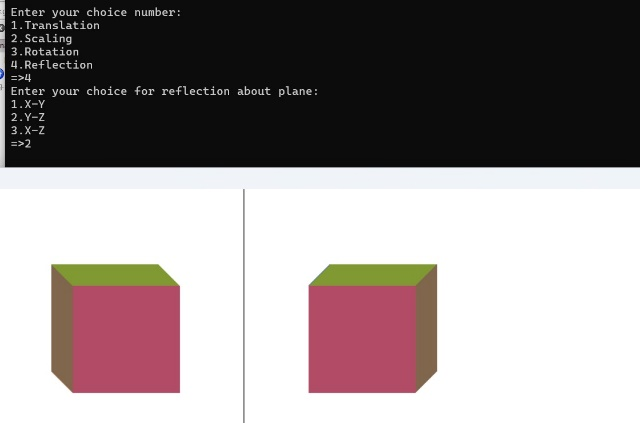 Enter your choice number:
1.Translation
2.Scaling
3.Rotation
4.Reflection
=>4
Enter your choice for reflection about plane:
1.X-Y
2.Y-Z
3.X-Z
=>2